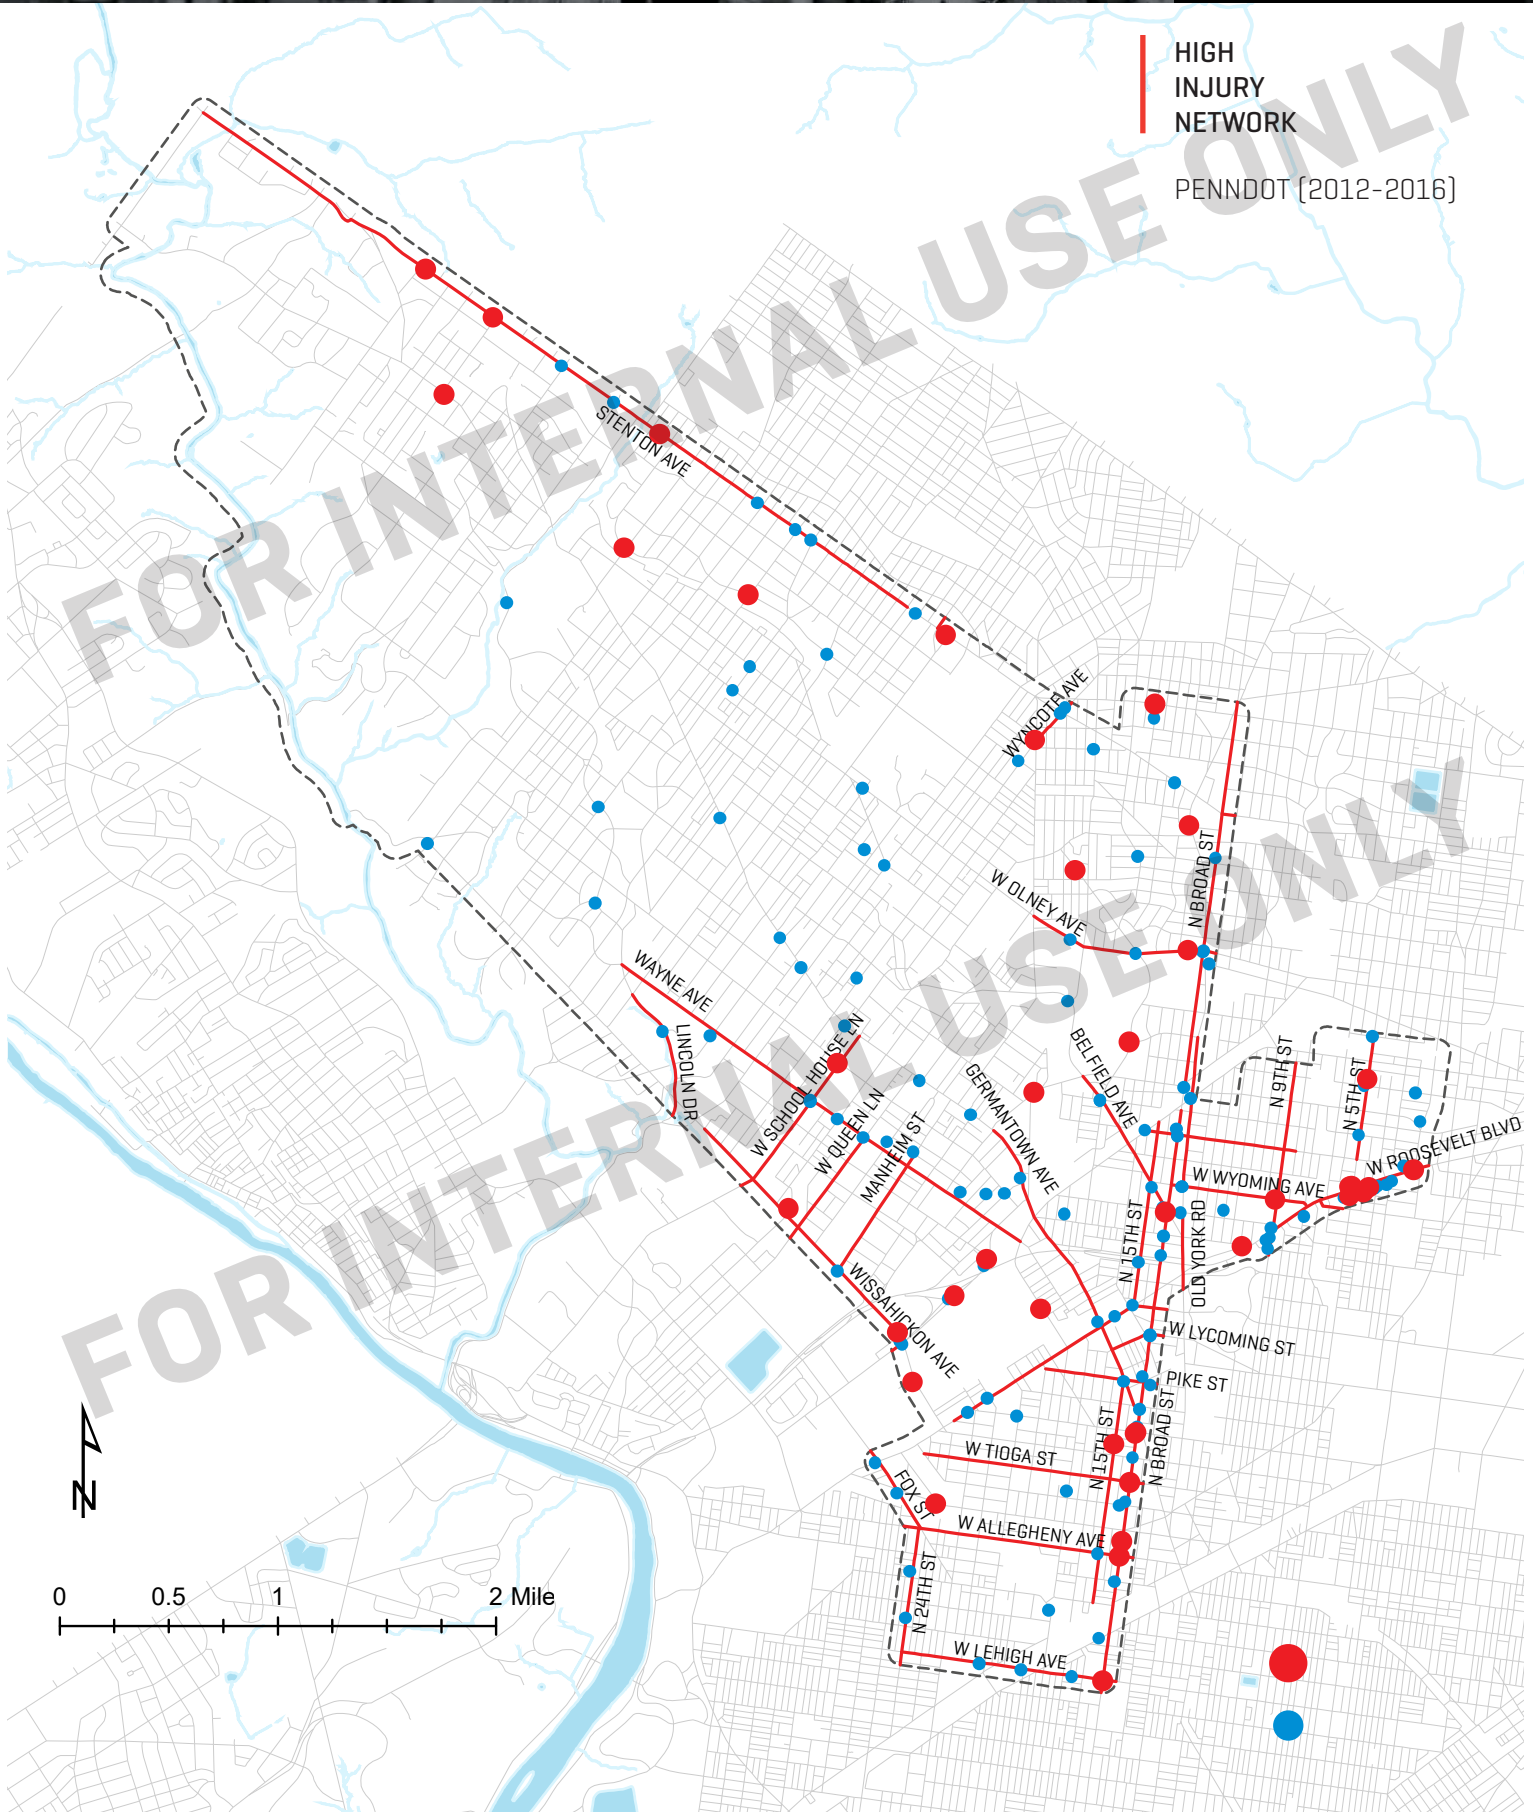 HIGH
INJURY
NETWORK
PENNDOT (2012-2016)
FOR INTERNAL USE ONLY
STENTON AVE
WYNCOTE AVE
N BROAD ST
W OLNEY AVE
WAYNE AVE
LINCOLN DR
W SCHOOL HOUSE LN
W QUEEN LN
MANHEIM ST
GERMANTOWN AVE
BELFIELD AVE
N 9TH ST
N 5TH ST
W ROOSEVELT BLVD
W WYOMING AVE
N 15TH ST
OLD YORK RD
FOR INTERNAL USE ONLY
WISSAHICKON AVE
W LYCOMING ST
PIKE ST
N 15TH ST
N BROAD ST
W TIOGA ST
FOX ST
W ALLEGHENY AVE
N 24TH ST
W LEHIGH AVE
N
0 0.5 1 2 Mile